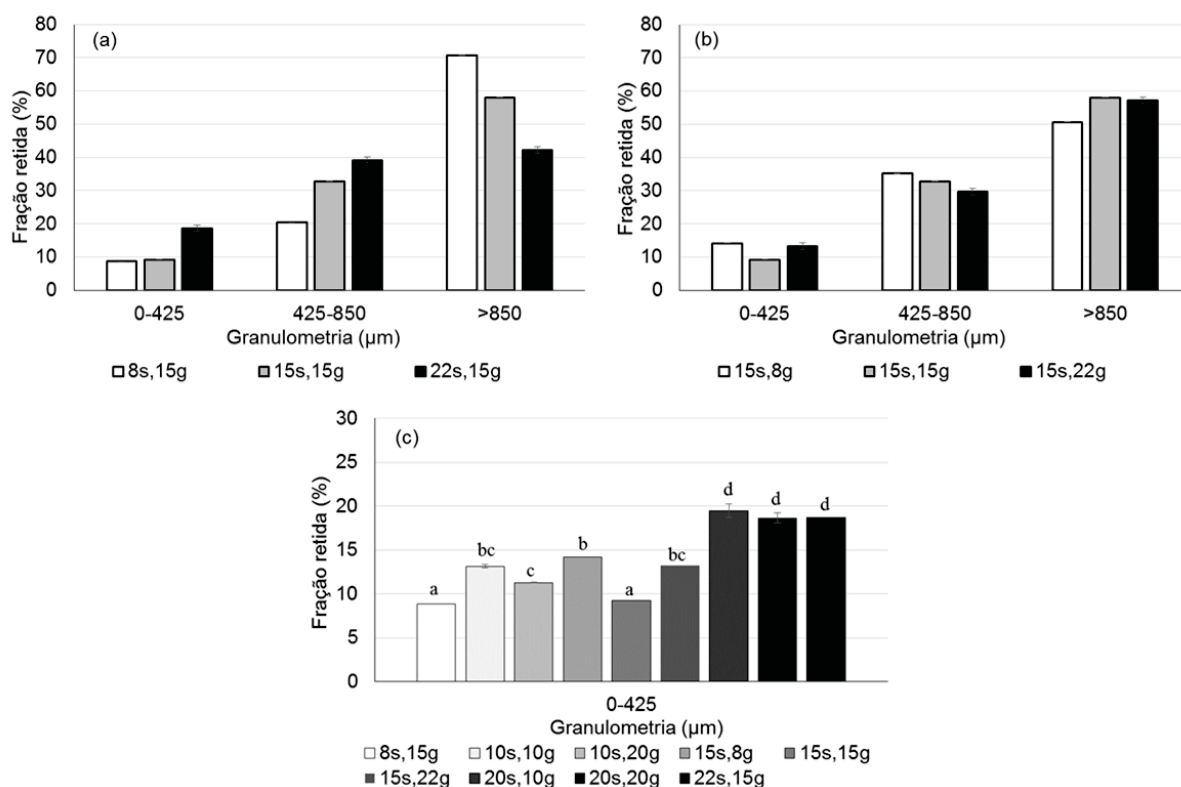 (a)
Fração retida (%)
80
70
60
50
40
30
20
10
0
0-425 425-850 >850
Granulometria (µm)
8s,15g 15s,15g 22s,15g
(b)
Fração retida (%)
80
70
60
50
40
30
20
10
0
0-425 425-850 >850
Granulometria (µm)
15s,8g 15s,15g 15s,22g
(c)
Fração retida (%)
30
25
20
15
10
5
0
a bc c b a bc d d d
0-425
Granulometria (µm)
8s,15g 10s,10g 10s,20g 15s,8g 15s,15g
15s,22g 20s,10g 20s,20g 22s,15g